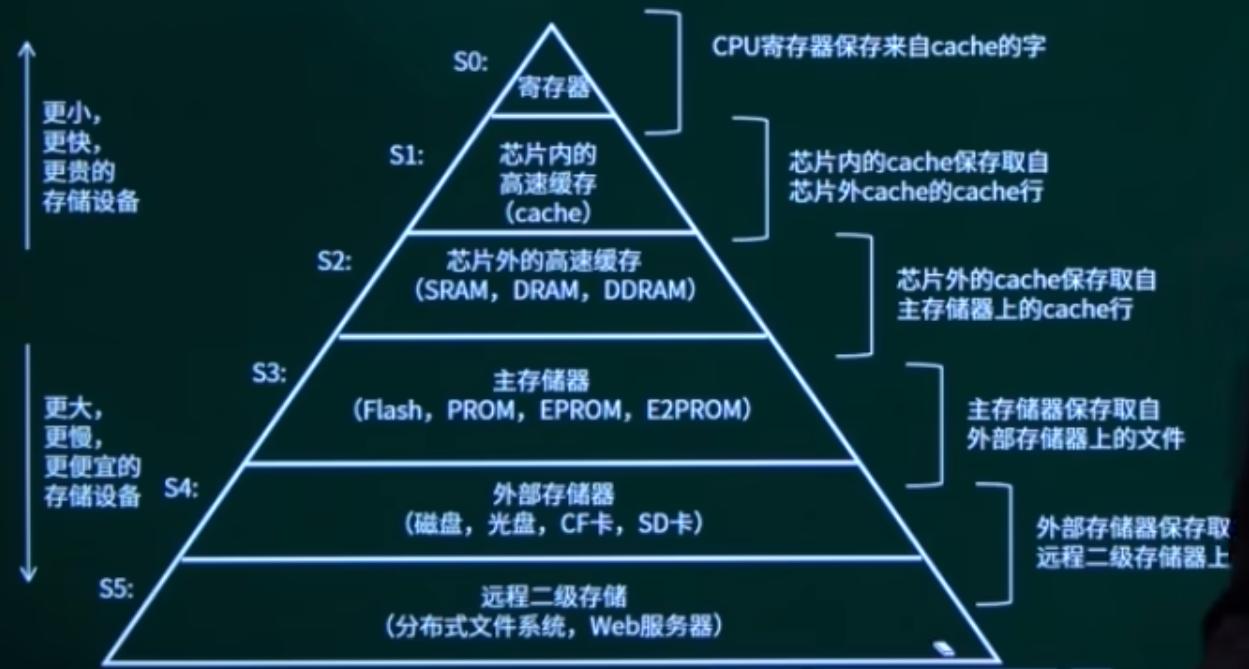 S0:
寄存器
CPU寄存器保存来自cache的字
更小，
更快，
更贵的
存储设备
S1:
芯片内的
高速缓存
（cache）
芯片内的cache保存取自
芯片外cache的cache行
S2:
芯片外的高速缓存
（SRAM，DRAM，DDRAM）
芯片外的cache保存取自
主存储器上的cache行
S3:
主存储器
（Flash，PROM，EPROM，E2PROM）
主存储器保存取自
外部存储器上的文件
更大，
更慢，
更便宜的
存储设备
S4:
外部存储器
（磁盘，光盘，CF卡，SD卡）
外部存储器保存取
远程二级存储器上
S5:
远程二级存储
（分布式文件系统，Web服务器）